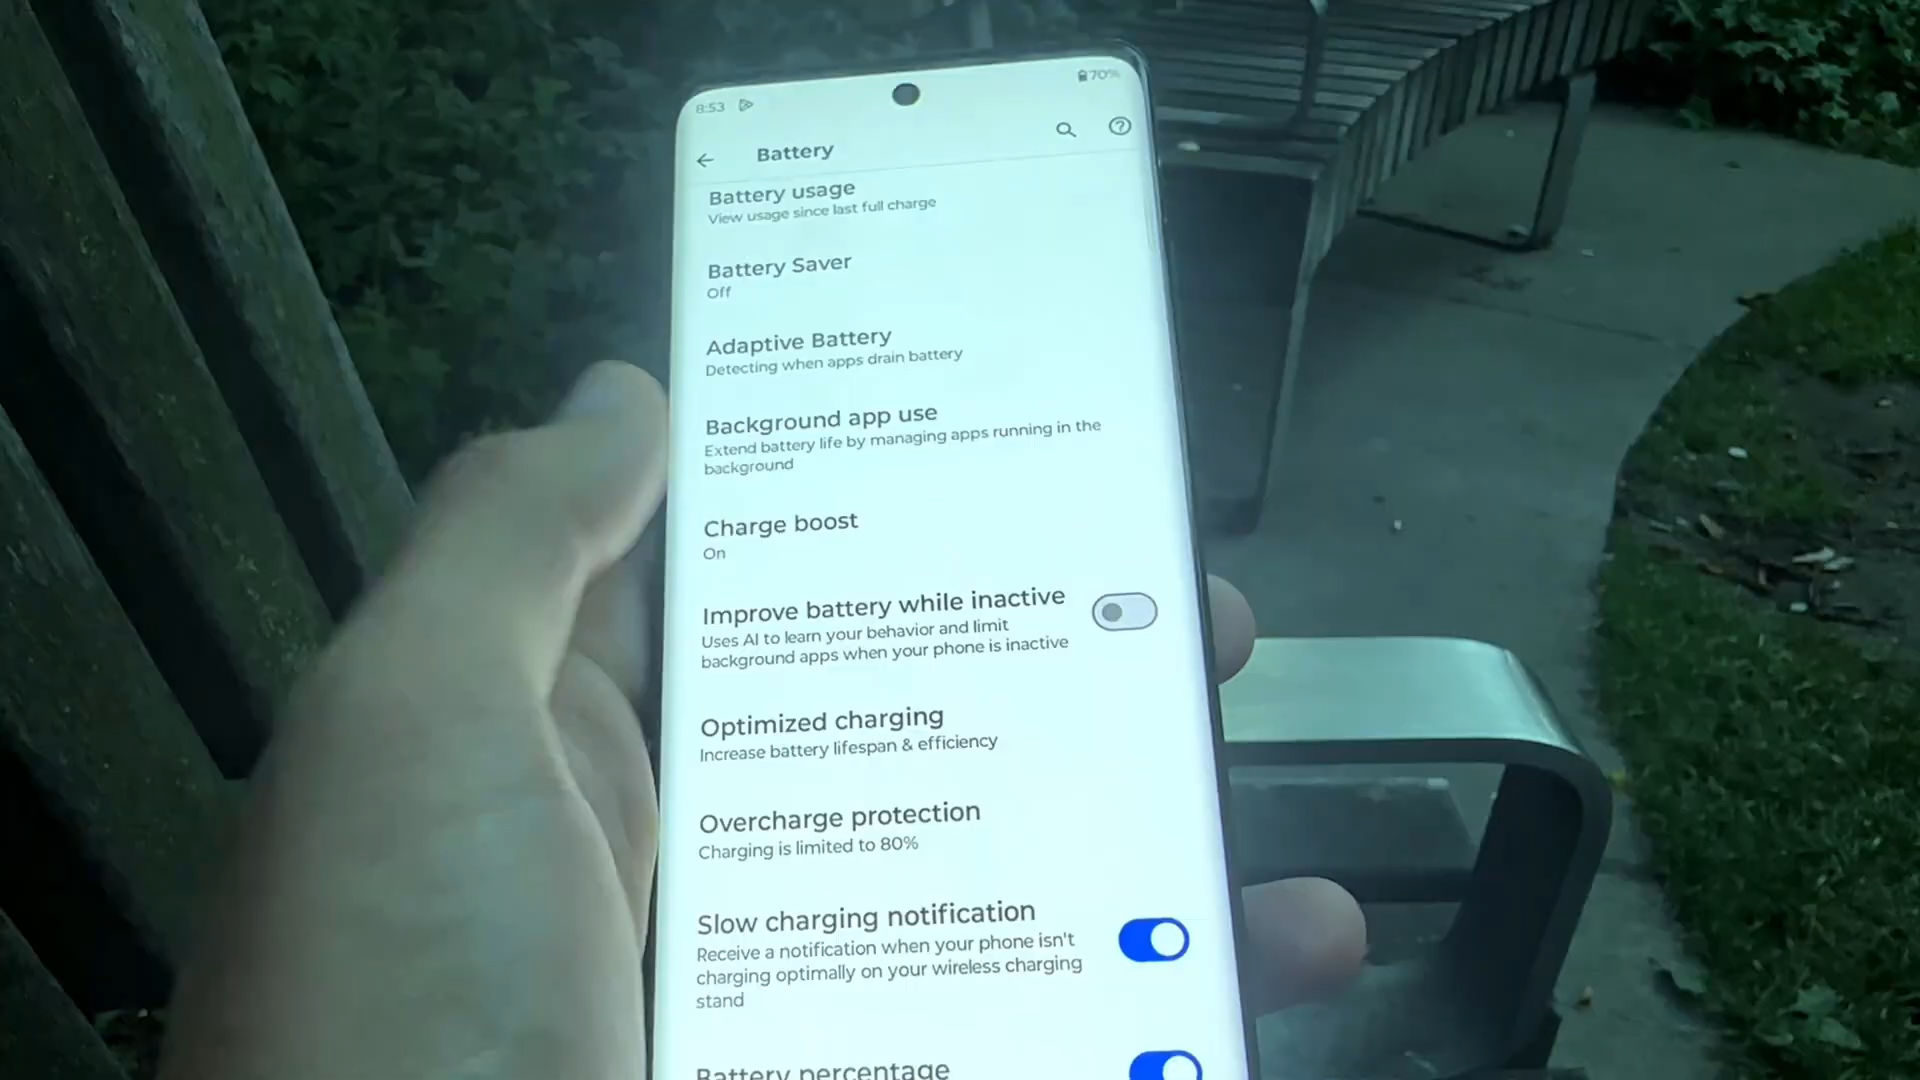 8:53
70%
Battery
Battery usage
View usage since last full charge
Battery Saver
Off
Adaptive Battery
Detecting when apps drain battery
Background app use
Extend battery life by managing apps running in the
background
Charge boost
On
Improve battery while inactive
Uses AI to learn your behavior and limit
background apps when your phone is inactive
Optimized charging
Increase battery lifespan & efficiency
Overcharge protection
Charging is limited to 80%
Slow charging notification
Receive a notification when your phone isn't
charging optimally on your wireless charging
stand
Battery percentage